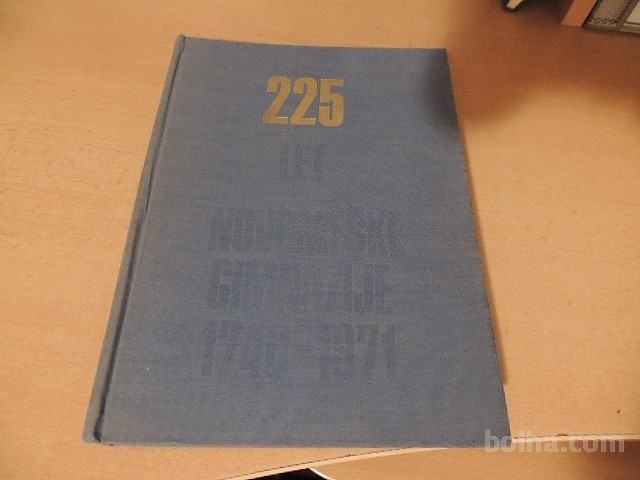 225
LET
NOVOMEŠKE
GIMNAZIJE
1746-1971
bolha.com